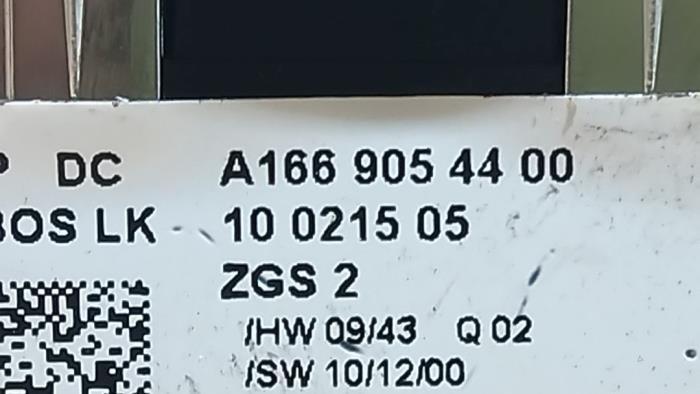 P DC A166 905 44 00
BOS LK 10 0215 05
ZGS 2
/HW 09/43 Q 02
/SW 10/12/00